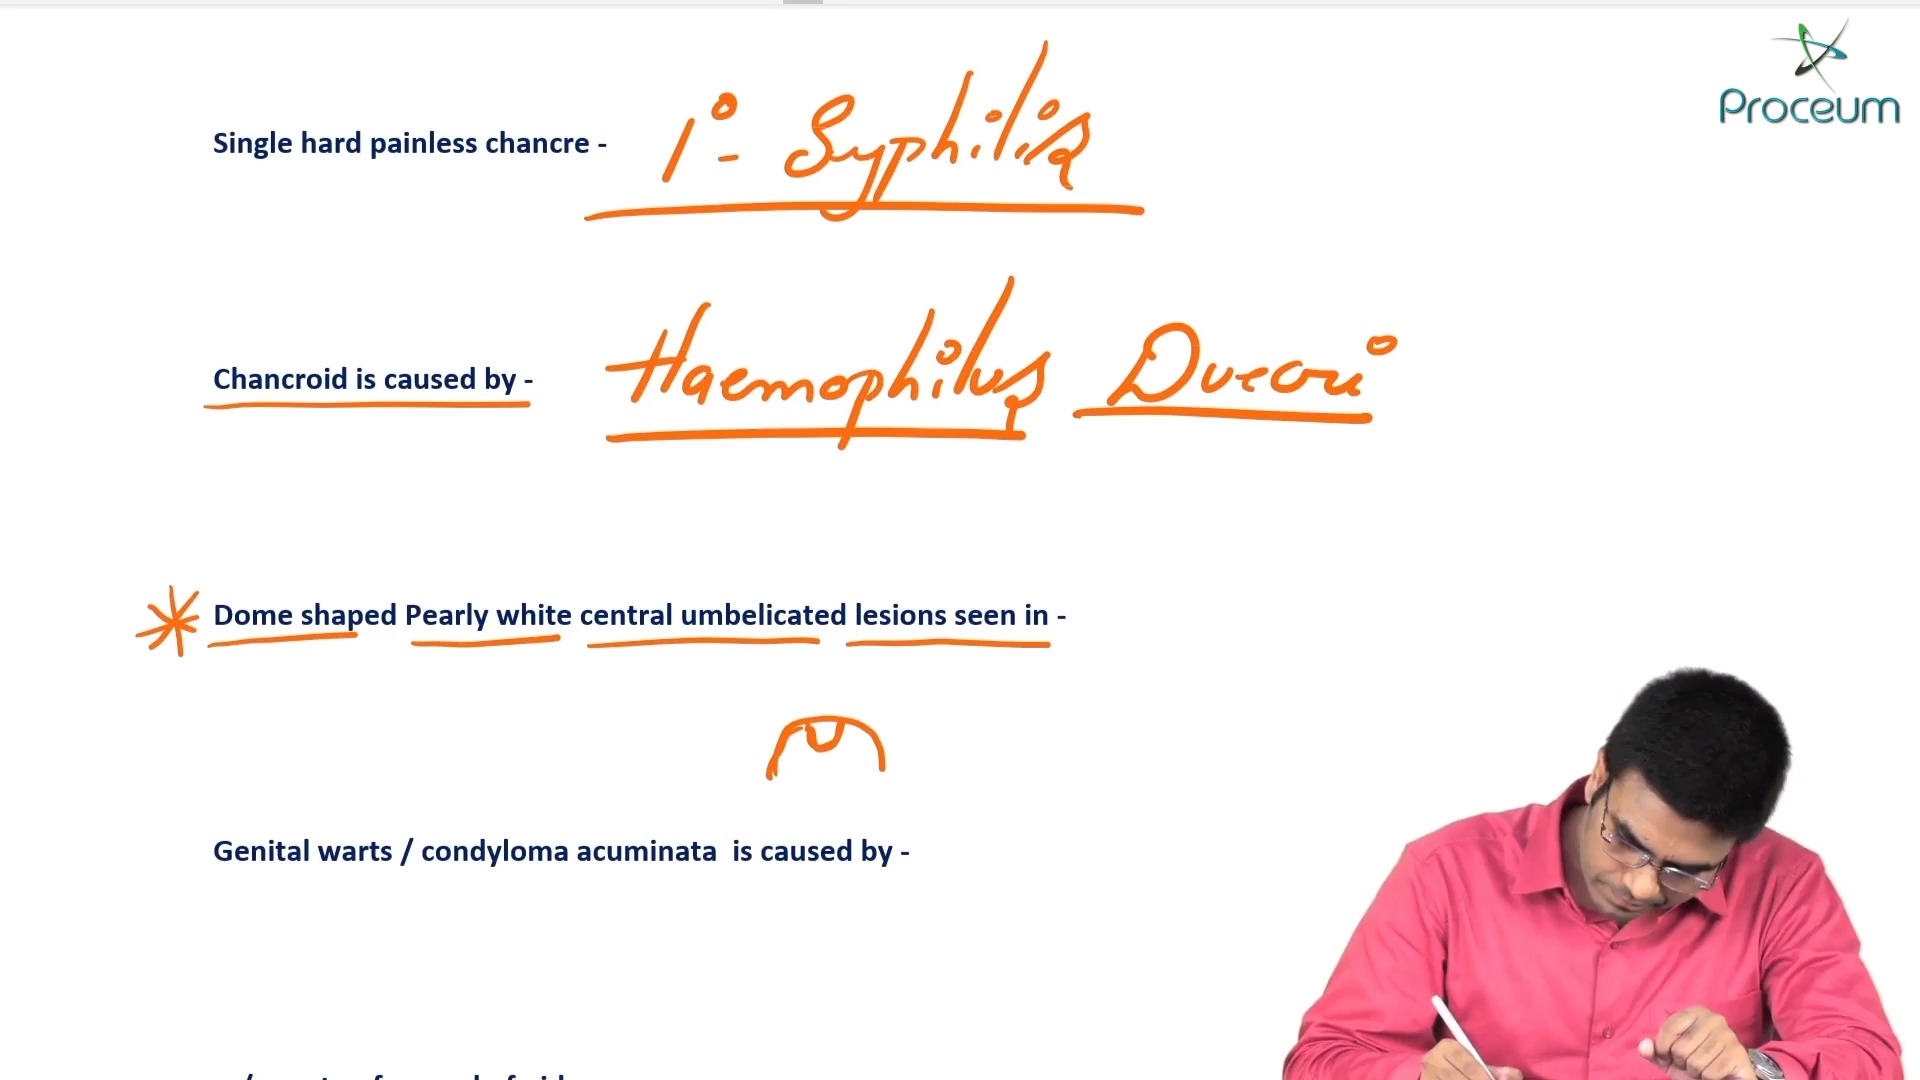 Proceum
Single hard painless chancre - 1° - Syphilis
Chancroid is caused by - Haemophilus Ducrei
Dome shaped Pearly white central umbelicated lesions seen in -
Genital warts / condyloma acuminata is caused by -